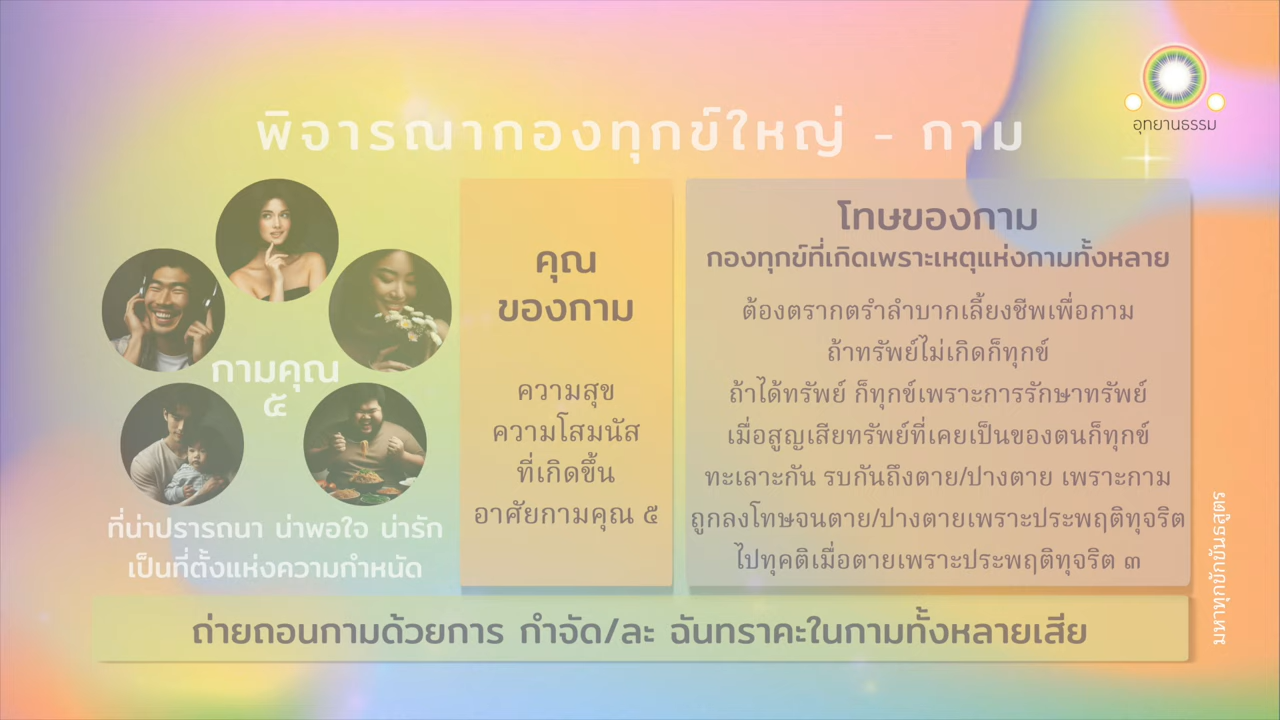 พิจารณากองทุกข์ใหญ่ - กาม
อุทยานธรรม
กามคุณ
๕
ที่น่าปรารถนา น่าพอใจ น่ารัก
เป็นที่ตั้งแห่งความกำหนัด
คุณ
ของกาม
ความสุข
ความโสมนัส
ที่เกิดขึ้น
อาศัยกามคุณ ๕
โทษของกาม
กองทุกข์ที่เกิดเพราะเหตุแห่งกามทั้งหลาย
ต้องตรากตรำลำบากเลี้ยงชีพเพื่อกาม
ถ้าทรัพย์ไม่เกิดก็ทุกข์
ถ้าได้ทรัพย์ ก็ทุกข์เพราะการรักษาทรัพย์
เมื่อสูญเสียทรัพย์ที่เคยเป็นของตนก็ทุกข์
ทะเลาะกัน รบกันถึงตาย/ปางตาย เพราะกาม
ถูกลงโทษจนตาย/ปางตายเพราะประพฤติทุจริต
ไปทุคติเมื่อตายเพราะประพฤติทุจริต ๓
ถ่ายถอนกามด้วยการ กำจัด/ละ ฉันทราคะในกามทั้งหลายเสีย
มหาทุกขักขันธสูตร